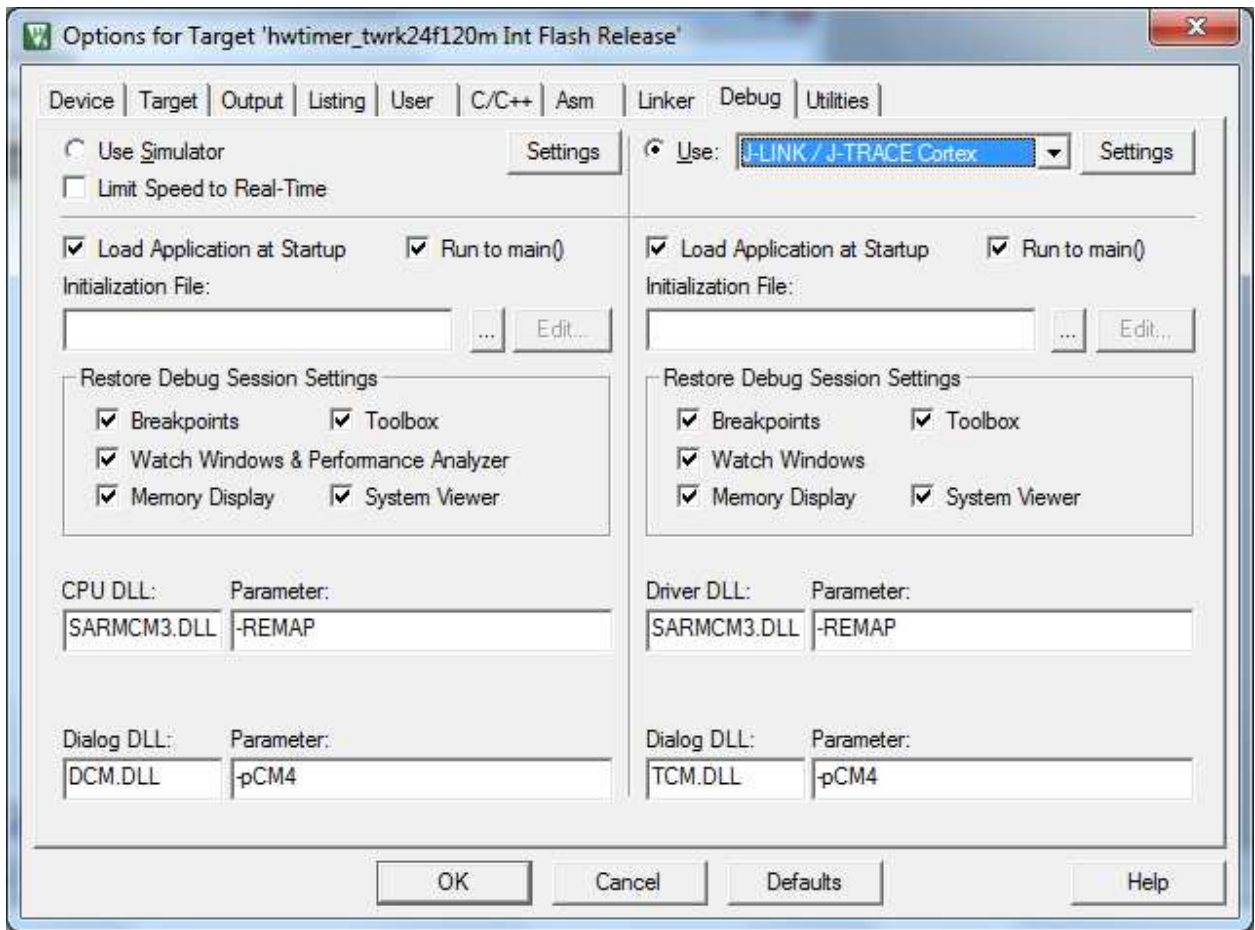 Options for Target 'hwtimer_twrk24f120m Int Flash Release'
Device Target Output Listing User C/C++ Asm Linker Debug Utilities
Use Simulator Settings
Limit Speed to Real-Time
Use: J-LINK / J-TRACE Cortex Settings
Load Application at Startup Run to main()
Initialization File:
... Edit...
Restore Debug Session Settings
Breakpoints Toolbox
Watch Windows & Performance Analyzer
Memory Display System Viewer
CPU DLL: Parameter:
SARMCM3.DLL -REMAP
Dialog DLL: Parameter:
DCM.DLL -pCM4
Load Application at Startup Run to main()
Initialization File:
... Edit...
Restore Debug Session Settings
Breakpoints Toolbox
Watch Windows
Memory Display System Viewer
Driver DLL: Parameter:
SARMCM3.DLL -REMAP
Dialog DLL: Parameter:
TCM.DLL -pCM4
OK Cancel Defaults Help